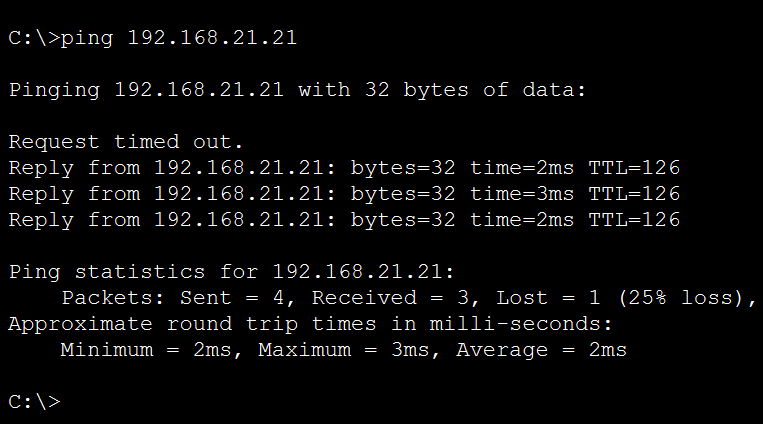 C:\>ping 192.168.21.21
Pinging 192.168.21.21 with 32 bytes of data:
Request timed out.
Reply from 192.168.21.21: bytes=32 time=2ms TTL=126
Reply from 192.168.21.21: bytes=32 time=3ms TTL=126
Reply from 192.168.21.21: bytes=32 time=2ms TTL=126
Ping statistics for 192.168.21.21:
    Packets: Sent = 4, Received = 3, Lost = 1 (25% loss),
Approximate round trip times in milli-seconds:
    Minimum = 2ms, Maximum = 3ms, Average = 2ms
C:\>